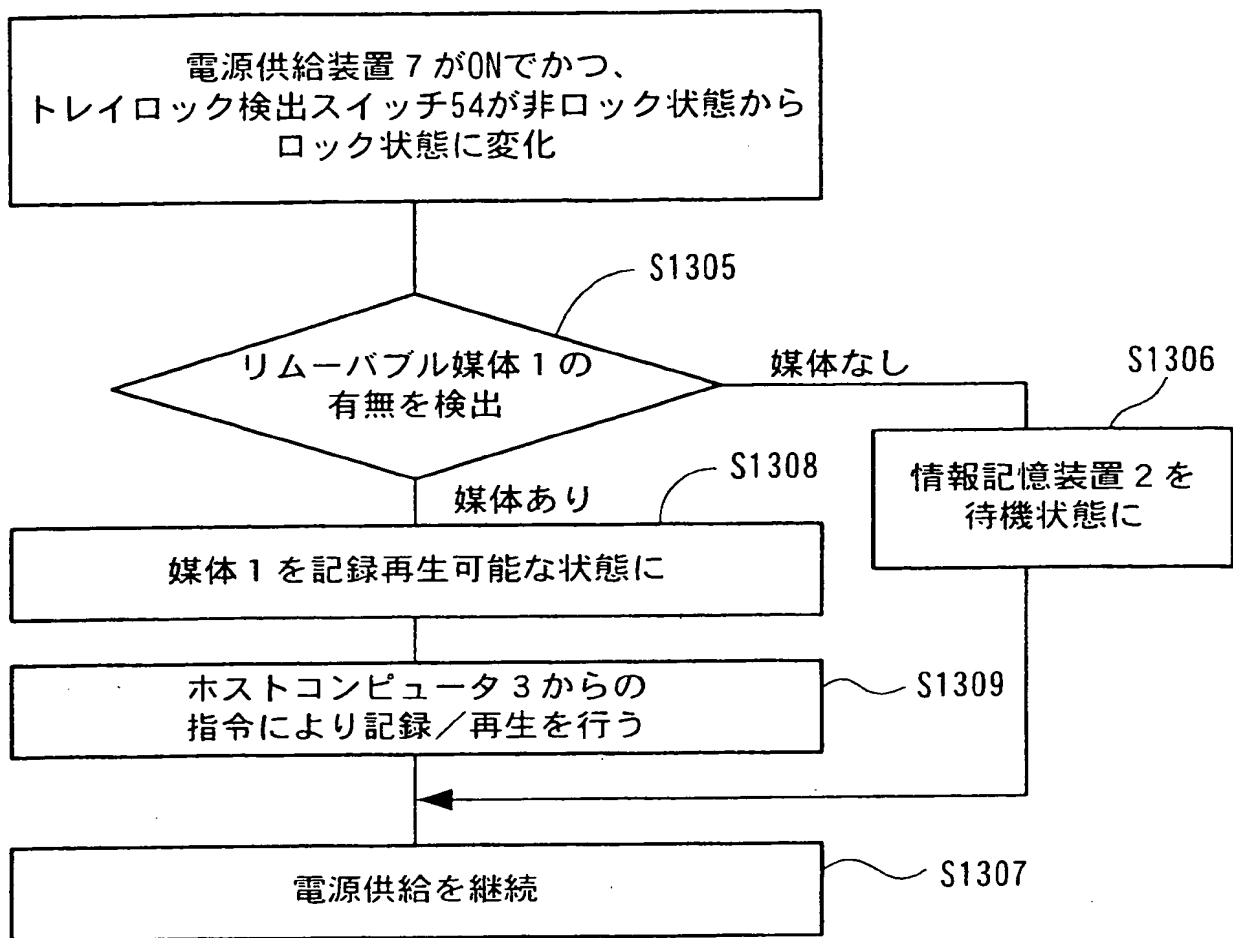 電源供給装置７がONでかつ、
トレイロック検出スイッチ54が非ロック状態から
ロック状態に変化
S1305
リムーバブル媒体１の
有無を検出
媒体なし
S1306
情報記憶装置２を
待機状態に
媒体あり
S1308
媒体１を記録再生可能な状態に
ホストコンピュータ３からの
指令により記録／再生を行う
S1309
電源供給を継続
S1307